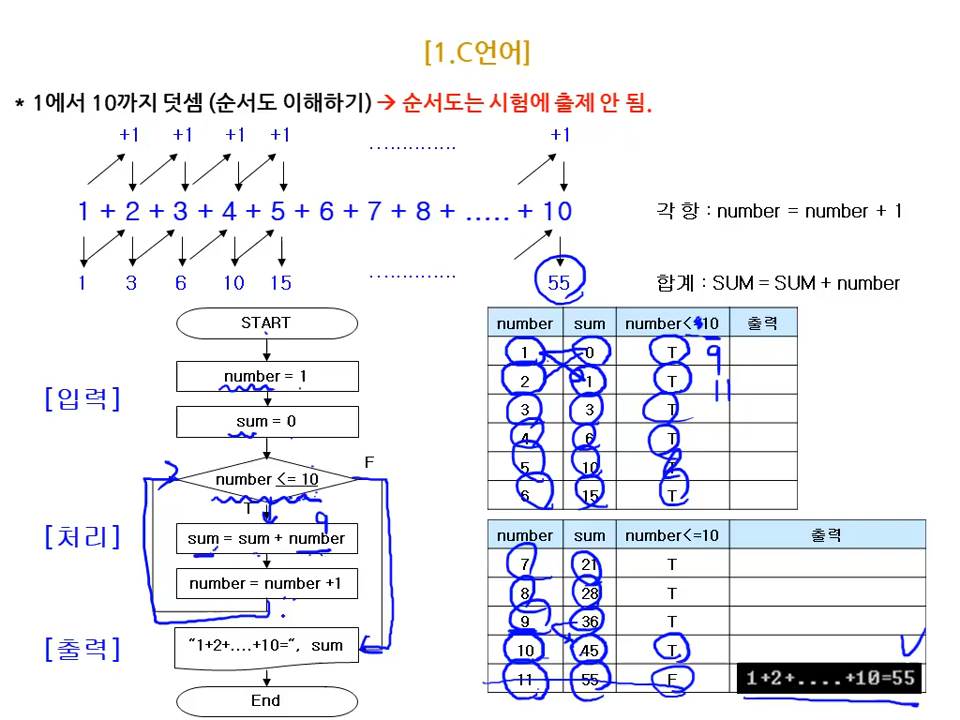 [1.C언어]
* 1에서 10까지 덧셈 (순서도 이해하기) → 순서도는 시험에 출제 안 됨.
+1 +1 +1 +1 ............... +1
1 + 2 + 3 + 4 + 5 + 6 + 7 + 8 + ..... + 10
각 항 : number = number + 1
1 3 6 10 15 ............... 55
합계 : SUM = SUM + number
START
number = 1
[입력]
sum = 0
number <= 10
F
T
9
[처리]
sum = sum + number
number = number +1
[출력]
"1+2+....+10=", sum
End
number sum number<=10 출력
1 0 T 9
2 1 T 11
3 3 T
4 6 T
5 10 T
6 15 T
number sum number<=10 출력
7 21 T
8 28 T
9 36 T
10 45 T
11 55 F 1+2+....+10=55